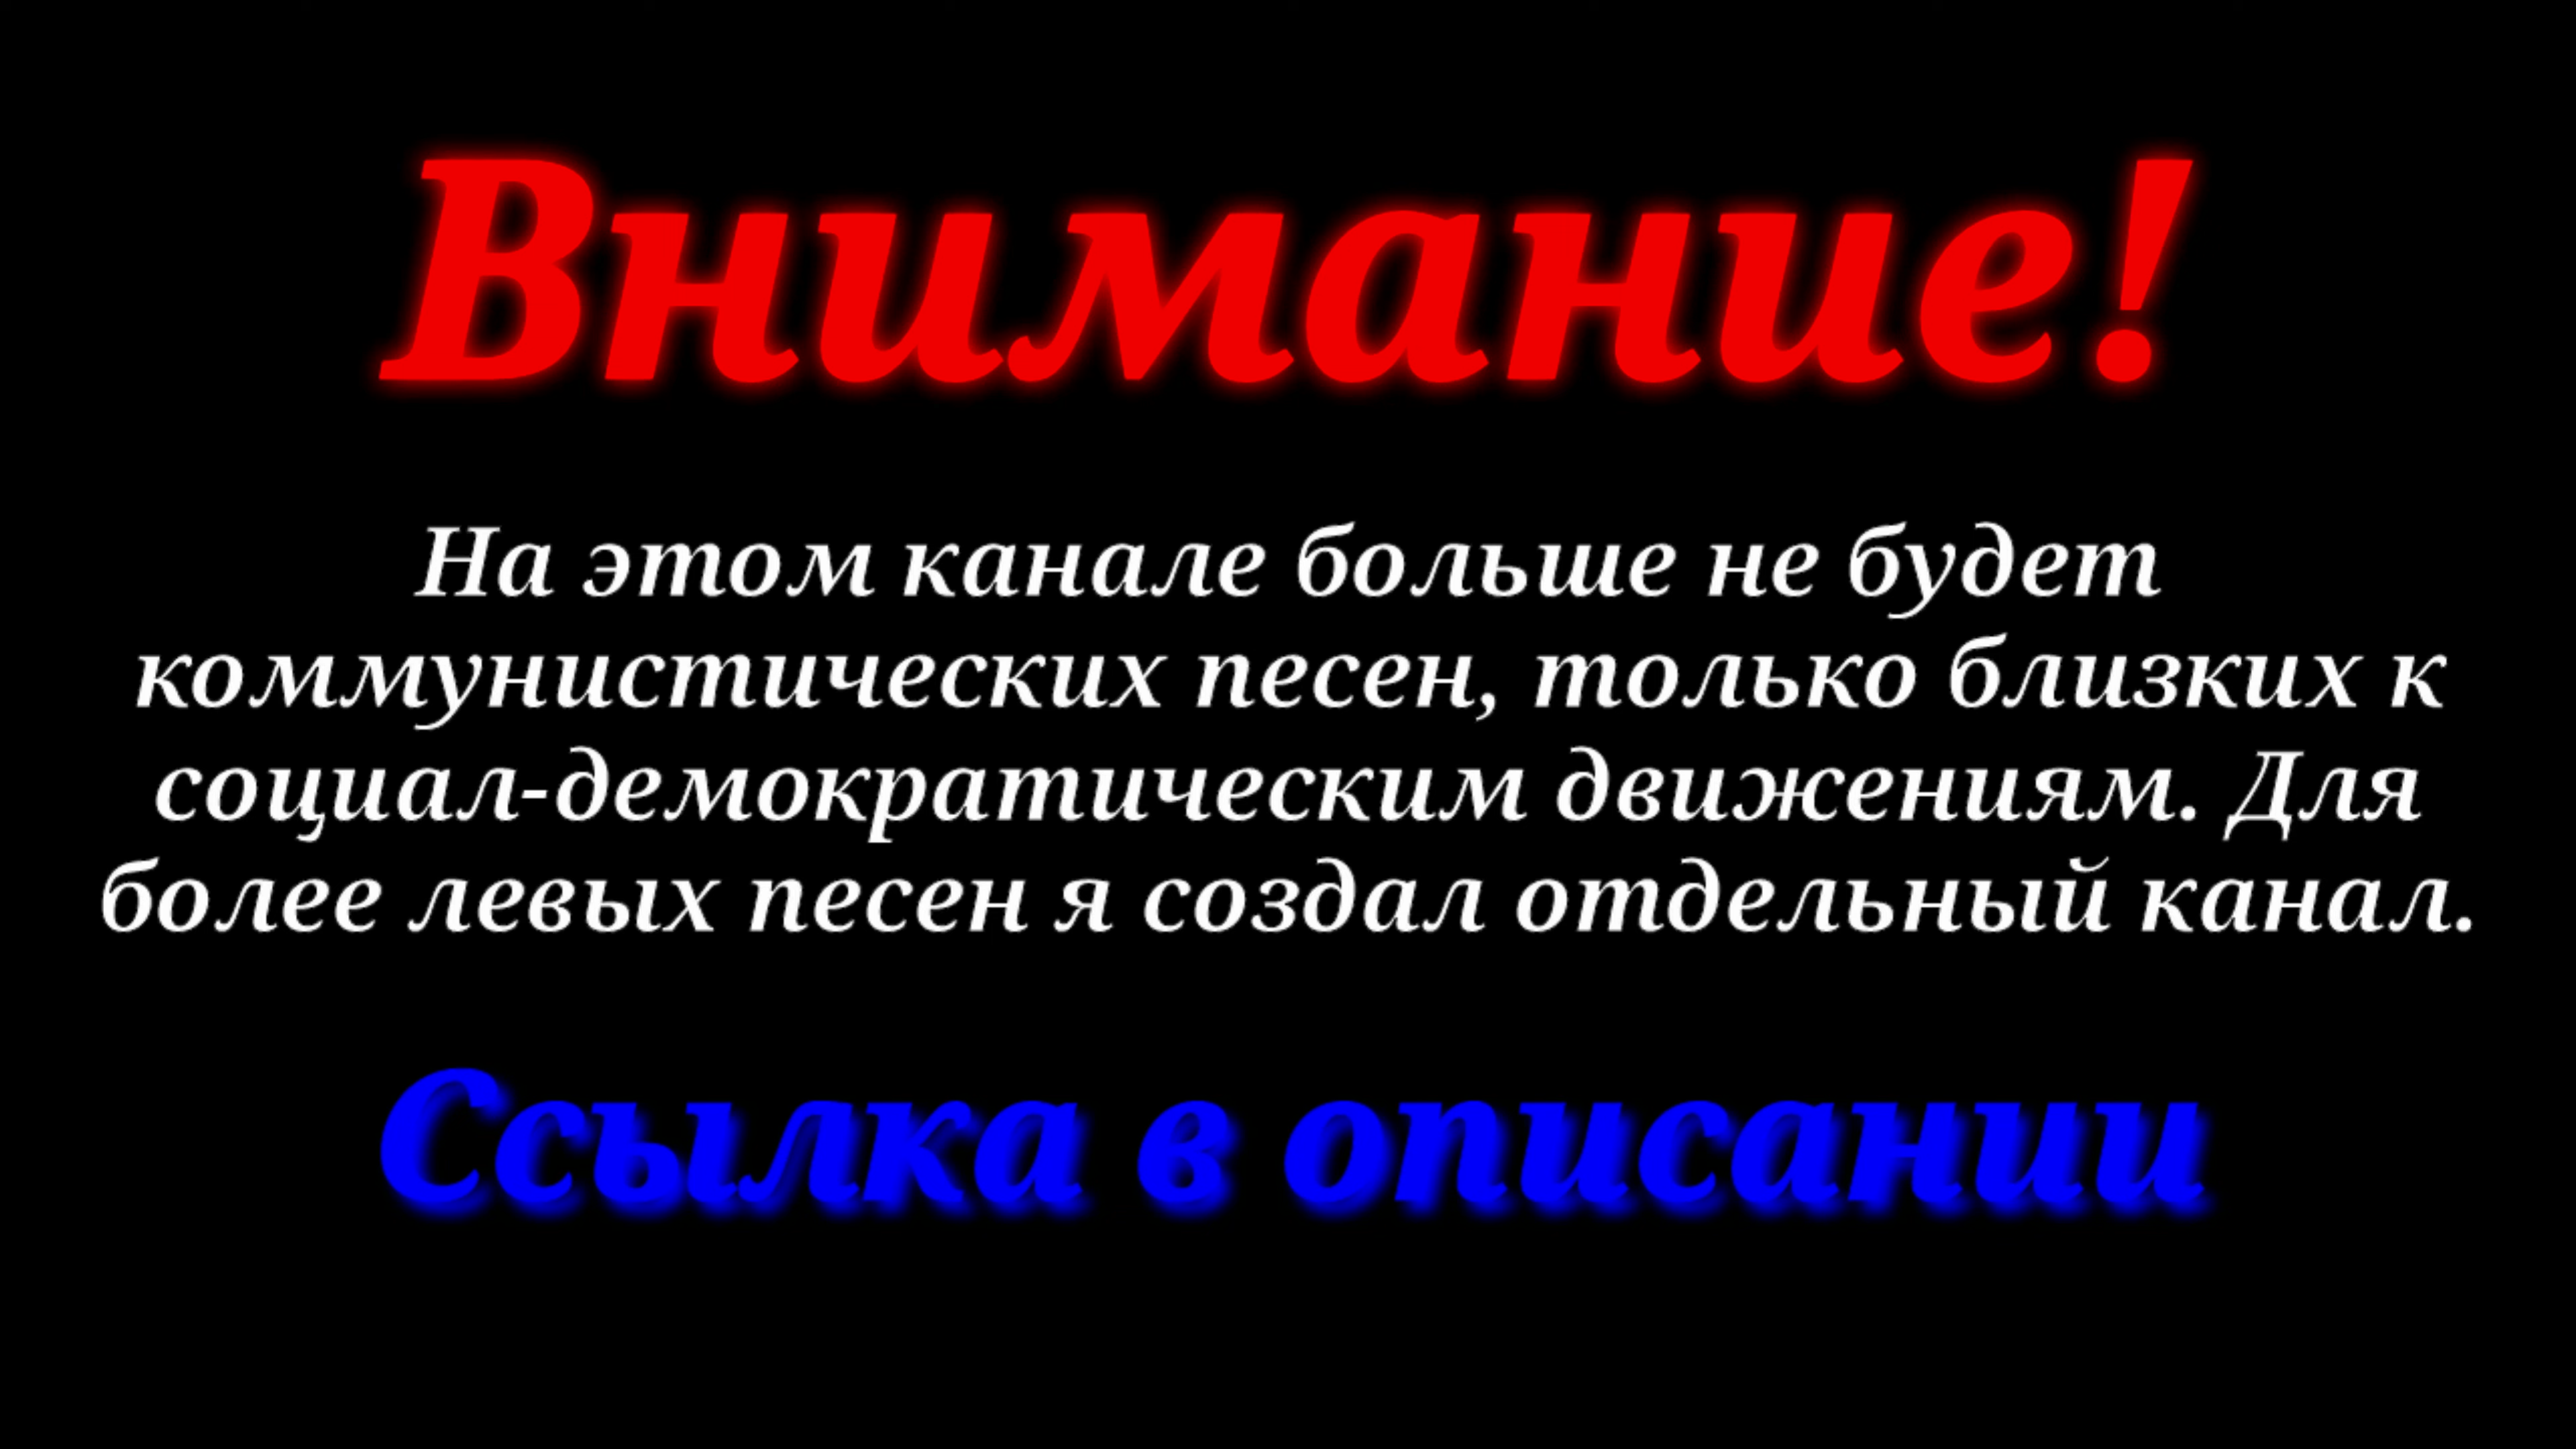 Внимание!
На этом канале больше не будет
коммунистических песен, только близких к
социал-демократическим движениям. Для
более левых песен я создал отдельный канал.
Ссылка в описании